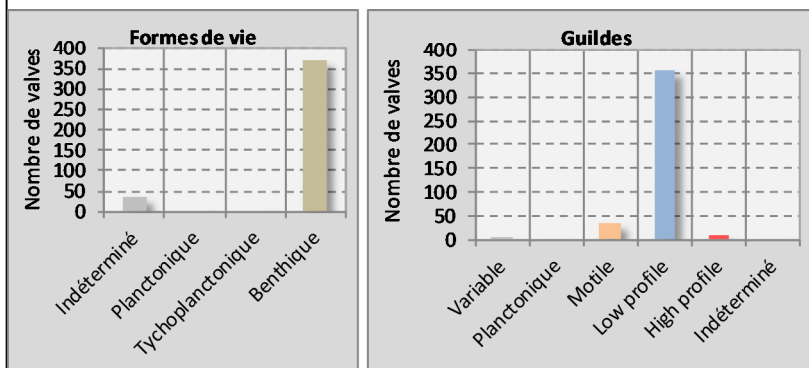 Formes de vie
Nombre de valves
400
350
300
250
200
150
100
50
0
Indéterminé
Planctonique
Tychoplanctonique
Benthique
Guildes
Nombre de valves
400
350
300
250
200
150
100
50
0
Variable
Planctonique
Motile
Low profile
High profile
Indéterminé